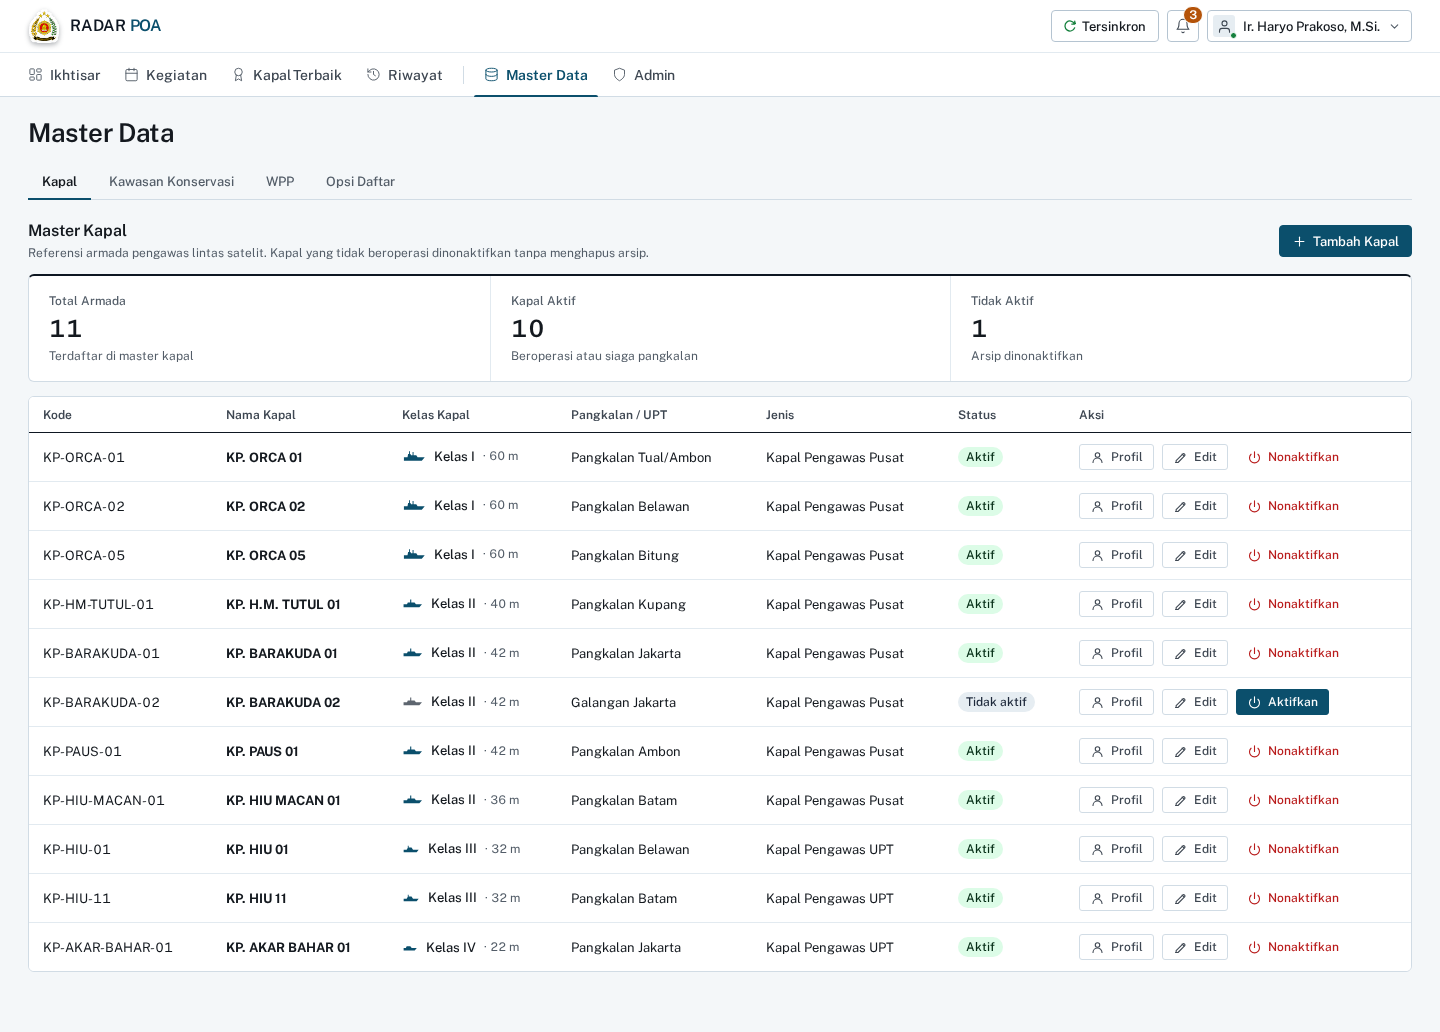 RADAR POA
Tersinkron
3
Ir. Haryo Prakoso, M.Si.
Ikhtisar
Kegiatan
Kapal Terbaik
Riwayat
Master Data
Admin
Master Data
Kapal
Kawasan Konservasi
WPP
Opsi Daftar
Master Kapal
Referensi armada pengawas lintas satelit. Kapal yang tidak beroperasi dinonaktifkan tanpa menghapus arsip.
Tambah Kapal
Total Armada
11
Terdaftar di master kapal
Kapal Aktif
10
Beroperasi atau siaga pangkalan
Tidak Aktif
1
Arsip dinonaktifkan
Kode Nama Kapal Kelas Kapal Pangkalan / UPT Jenis Status Aksi
KP-ORCA-01 KP. ORCA 01 Kelas I · 60 m Pangkalan Tual/Ambon Kapal Pengawas Pusat Aktif Profil Edit Nonaktifkan
KP-ORCA-02 KP. ORCA 02 Kelas I · 60 m Pangkalan Belawan Kapal Pengawas Pusat Aktif Profil Edit Nonaktifkan
KP-ORCA-05 KP. ORCA 05 Kelas I · 60 m Pangkalan Bitung Kapal Pengawas Pusat Aktif Profil Edit Nonaktifkan
KP-HM-TUTUL-01 KP. H.M. TUTUL 01 Kelas II · 40 m Pangkalan Kupang Kapal Pengawas Pusat Aktif Profil Edit Nonaktifkan
KP-BARAKUDA-01 KP. BARAKUDA 01 Kelas II · 42 m Pangkalan Jakarta Kapal Pengawas Pusat Aktif Profil Edit Nonaktifkan
KP-BARAKUDA-02 KP. BARAKUDA 02 Kelas II · 42 m Galangan Jakarta Kapal Pengawas Pusat Tidak aktif Profil Edit Aktifkan
KP-PAUS-01 KP. PAUS 01 Kelas II · 42 m Pangkalan Ambon Kapal Pengawas Pusat Aktif Profil Edit Nonaktifkan
KP-HIU-MACAN-01 KP. HIU MACAN 01 Kelas II · 36 m Pangkalan Batam Kapal Pengawas Pusat Aktif Profil Edit Nonaktifkan
KP-HIU-01 KP. HIU 01 Kelas III · 32 m Pangkalan Belawan Kapal Pengawas UPT Aktif Profil Edit Nonaktifkan
KP-HIU-11 KP. HIU 11 Kelas III · 32 m Pangkalan Batam Kapal Pengawas UPT Aktif Profil Edit Nonaktifkan
KP-AKAR-BAHAR-01 KP. AKAR BAHAR 01 Kelas IV · 22 m Pangkalan Jakarta Kapal Pengawas UPT Aktif Profil Edit Nonaktifkan